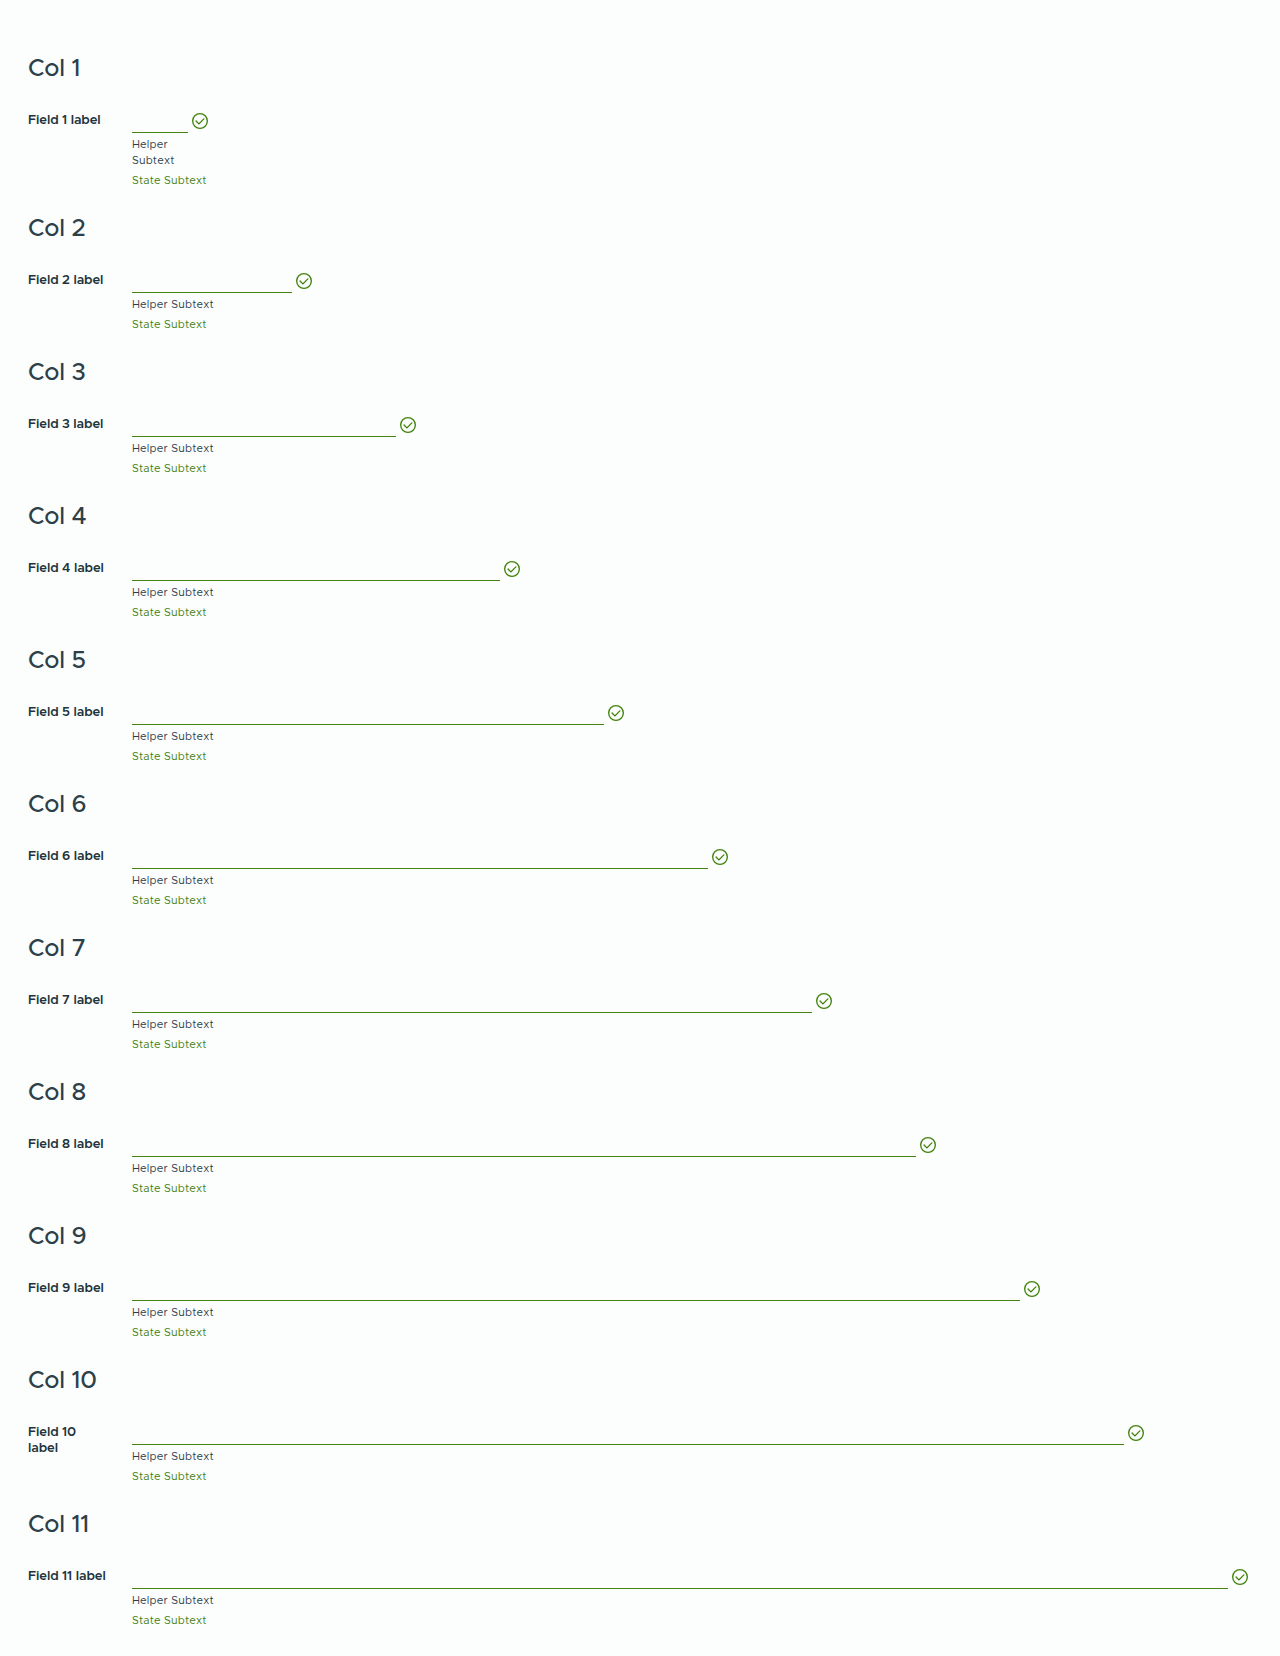 Col 1
Field 1 label
Helper
Subtext
State Subtext
Col 2
Field 2 label
Helper Subtext
State Subtext
Col 3
Field 3 label
Helper Subtext
State Subtext
Col 4
Field 4 label
Helper Subtext
State Subtext
Col 5
Field 5 label
Helper Subtext
State Subtext
Col 6
Field 6 label
Helper Subtext
State Subtext
Col 7
Field 7 label
Helper Subtext
State Subtext
Col 8
Field 8 label
Helper Subtext
State Subtext
Col 9
Field 9 label
Helper Subtext
State Subtext
Col 10
Field 10
label
Helper Subtext
State Subtext
Col 11
Field 11 label
Helper Subtext
State Subtext